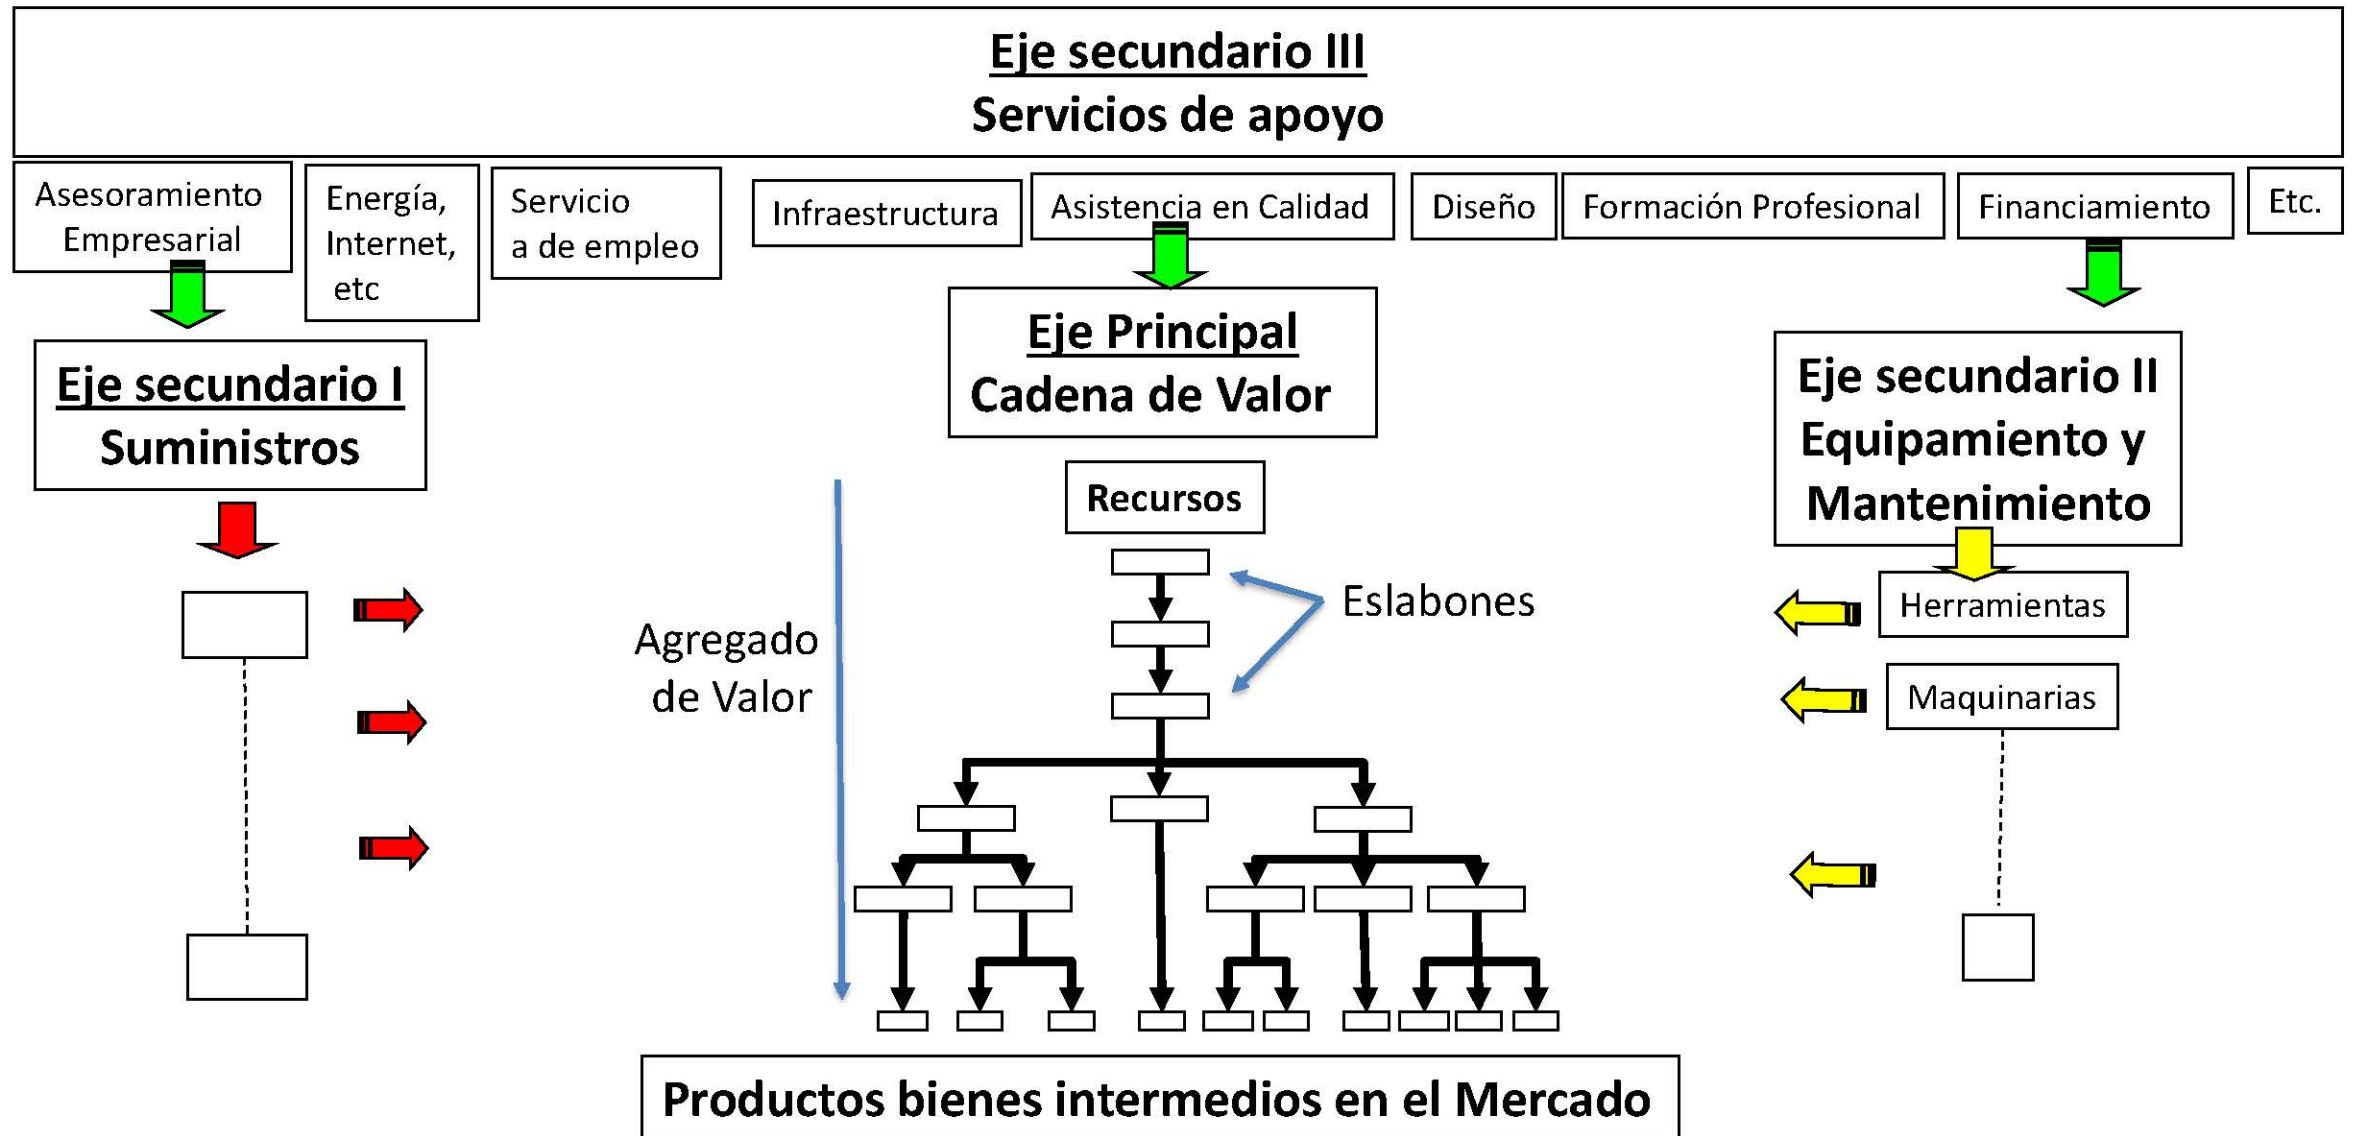 Eje secundario III
Servicios de apoyo
Asesoramiento
Empresarial
Energía,
Internet,
etc
Servicio
a de empleo
Infraestructura
Asistencia en Calidad
Diseño
Formación Profesional
Financiamiento
Etc.
Eje secundario I
Suministros
Eje Principal
Cadena de Valor
Eje secundario II
Equipamiento y
Mantenimiento
Recursos
Agregado
de Valor
Eslabones
Herramientas
Maquinarias
Productos bienes intermedios en el Mercado